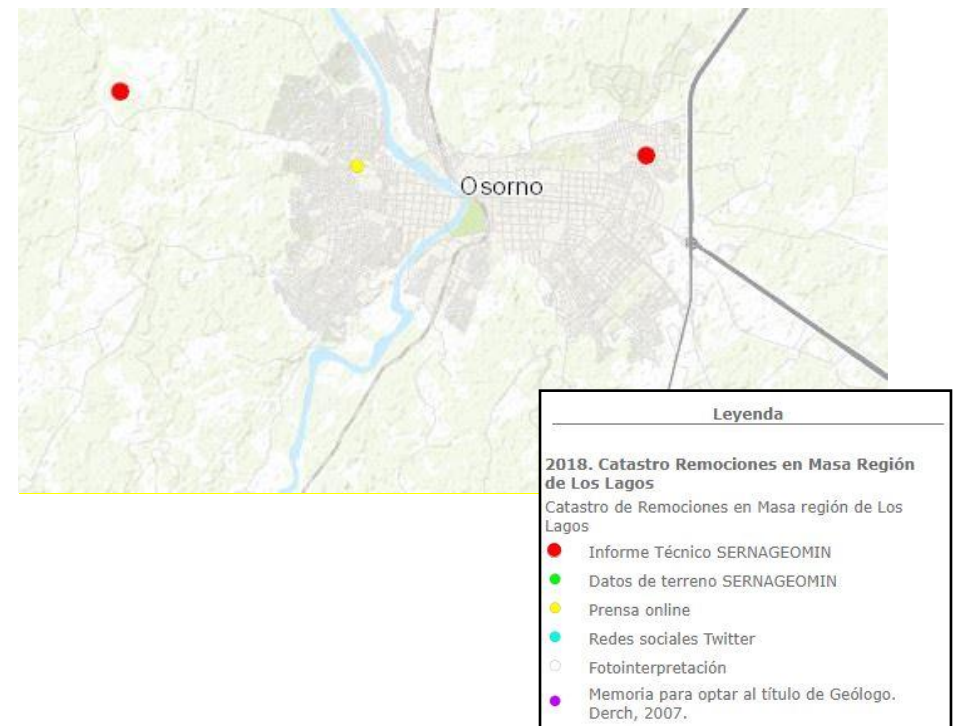 Osorno
Leyenda
2018. Catastro Remociones en Masa Región
de Los Lagos
Catastro de Remociones en Masa región de Los
Lagos
Informe Técnico SERNAGEOMIN
Datos de terreno SERNAGEOMIN
Prensa online
Redes sociales Twitter
Fotointerpretación
Memoria para optar al título de Geólogo.
Derch, 2007.